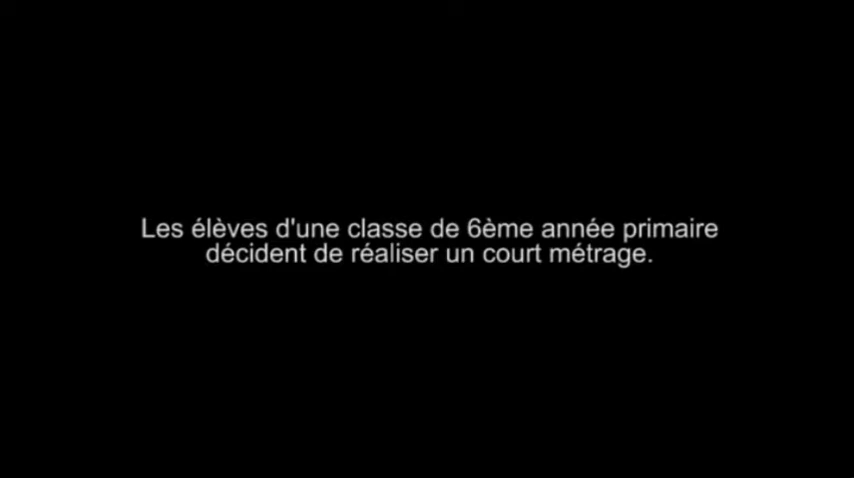 Les élèves d'une classe de 6ème année primaire
décident de réaliser un court métrage.